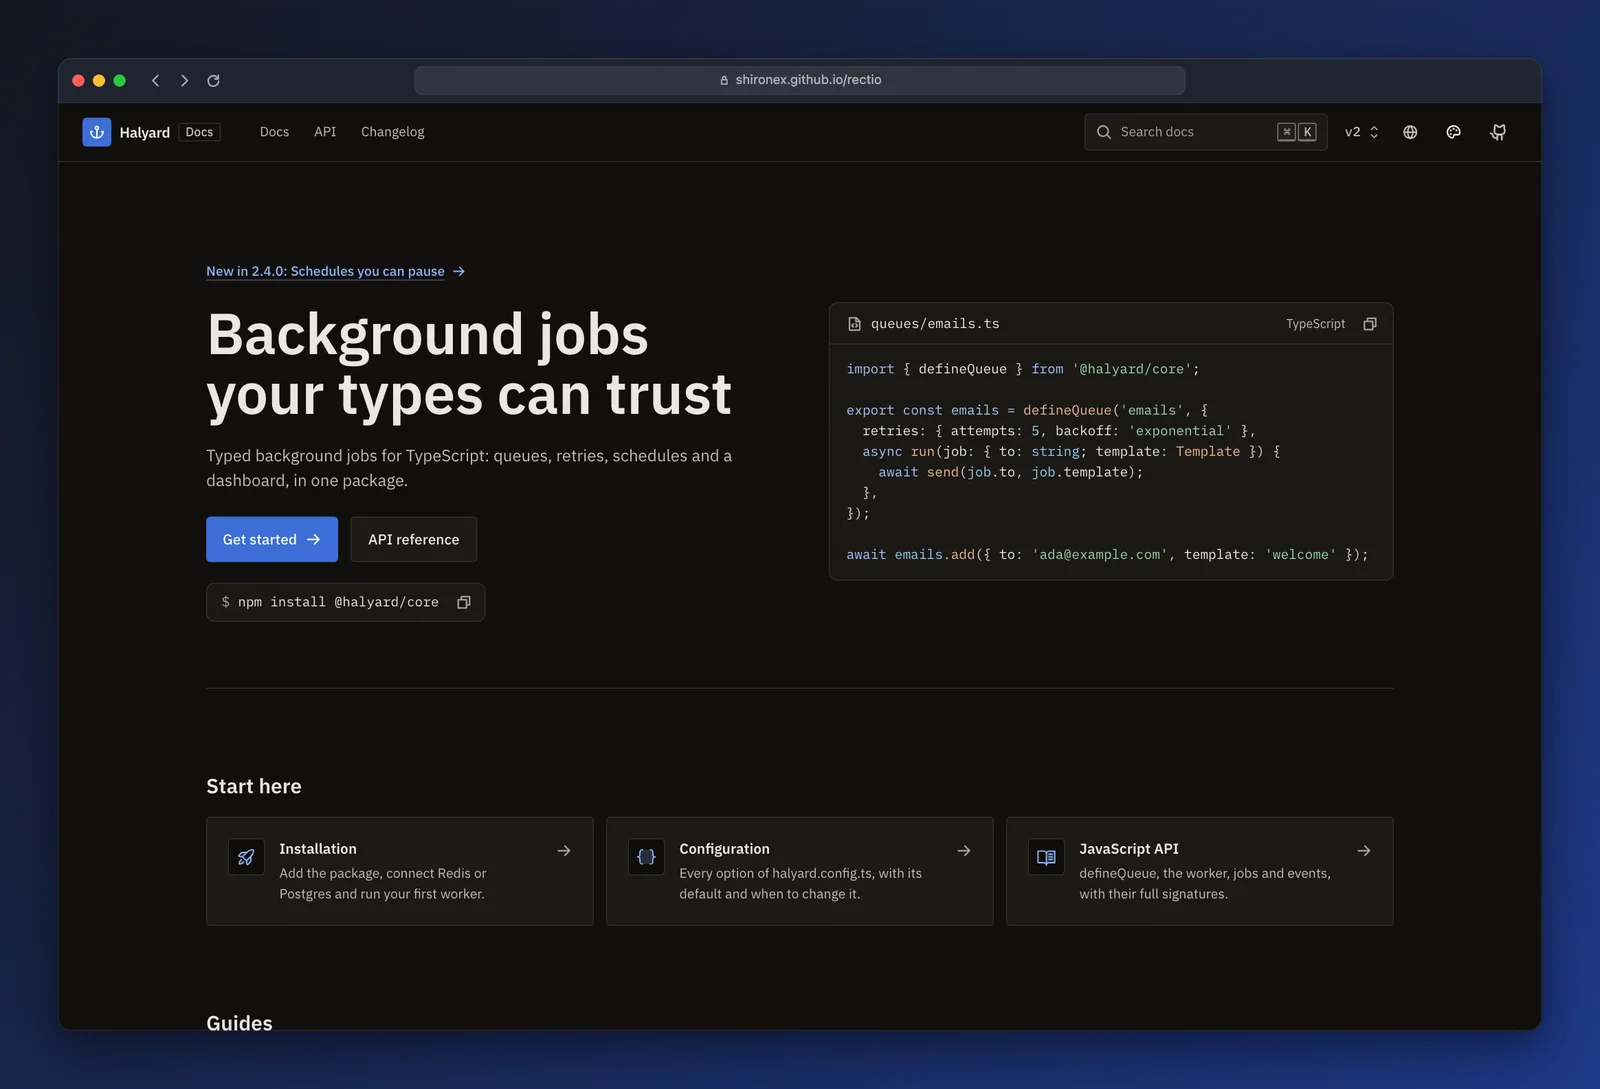 shironex.github.io/rectio
Halyard Docs Docs API Changelog Search docs ⌘ K v2
New in 2.4.0: Schedules you can pause →
Background jobs
your types can trust
Typed background jobs for TypeScript: queues, retries, schedules and a
dashboard, in one package.
Get started → API reference
$ npm install @halyard/core
queues/emails.ts TypeScript
import { defineQueue } from '@halyard/core';
export const emails = defineQueue('emails', {
  retries: { attempts: 5, backoff: 'exponential' },
  async run(job: { to: string; template: Template }) {
    await send(job.to, job.template);
  },
});
await emails.add({ to: 'ada@example.com', template: 'welcome' });
Start here
Installation →
Add the package, connect Redis or
Postgres and run your first worker.
Configuration →
Every option of halyard.config.ts, with its
default and when to change it.
JavaScript API →
defineQueue, the worker, jobs and events,
with their full signatures.
Guides